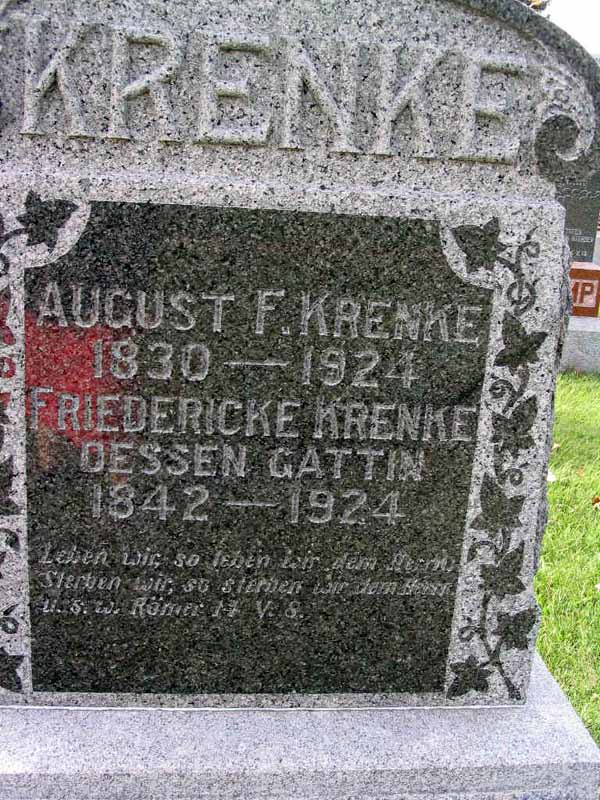 KRENKE
AUGUST F. KRENKE
1830 — 1924
FRIEDERICKE KRENKE
DESSEN GATTIN
1842 — 1924
Leben wir, so leben wir dem Herrn,
Sterben wir, so sterben wir dem Herrn
U. s. w. Römer 14 V. 8.